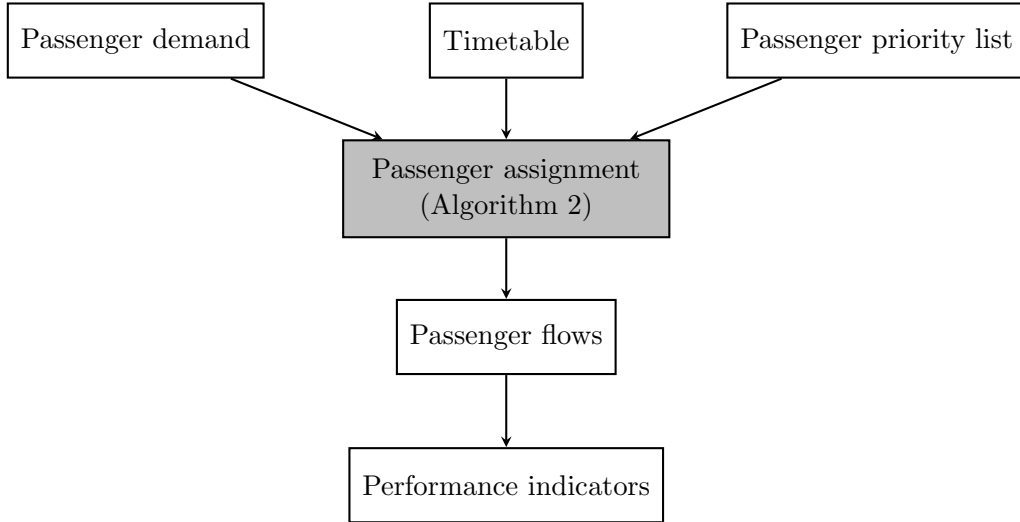 Passenger demand
Timetable
Passenger priority list
Passenger assignment
(Algorithm 2)
Passenger flows
Performance indicators